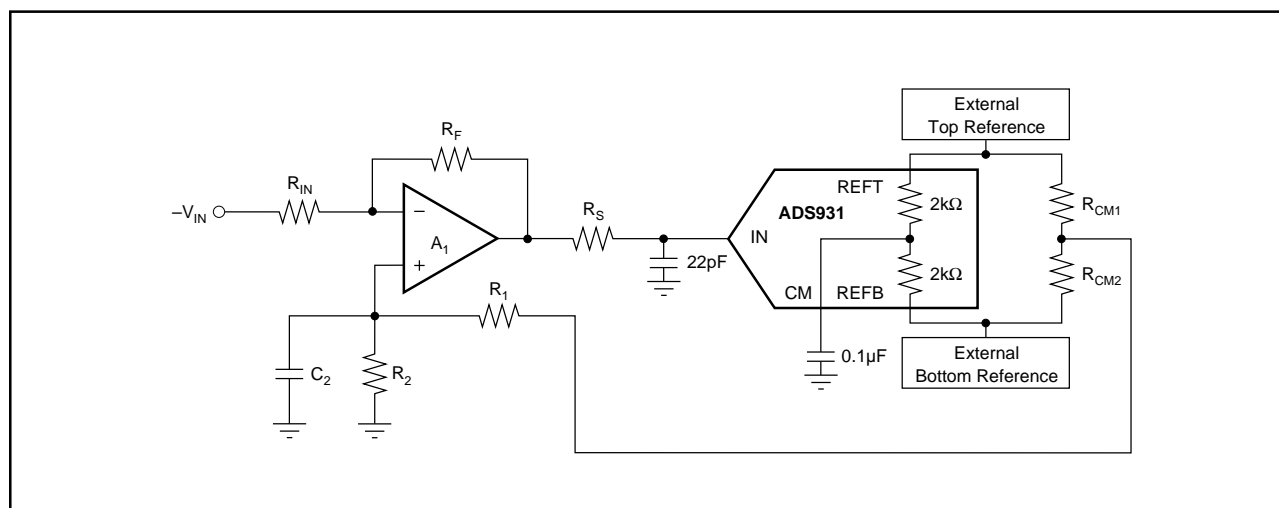 External
Top Reference
R_F
R_IN
–V_IN
REFT
ADS931
2kΩ
R_CM1
R_S
–
A_1
+
IN
22pF
2kΩ
R_CM2
R_1
CM
REFB
0.1µF
External
Bottom Reference
C_2
R_2